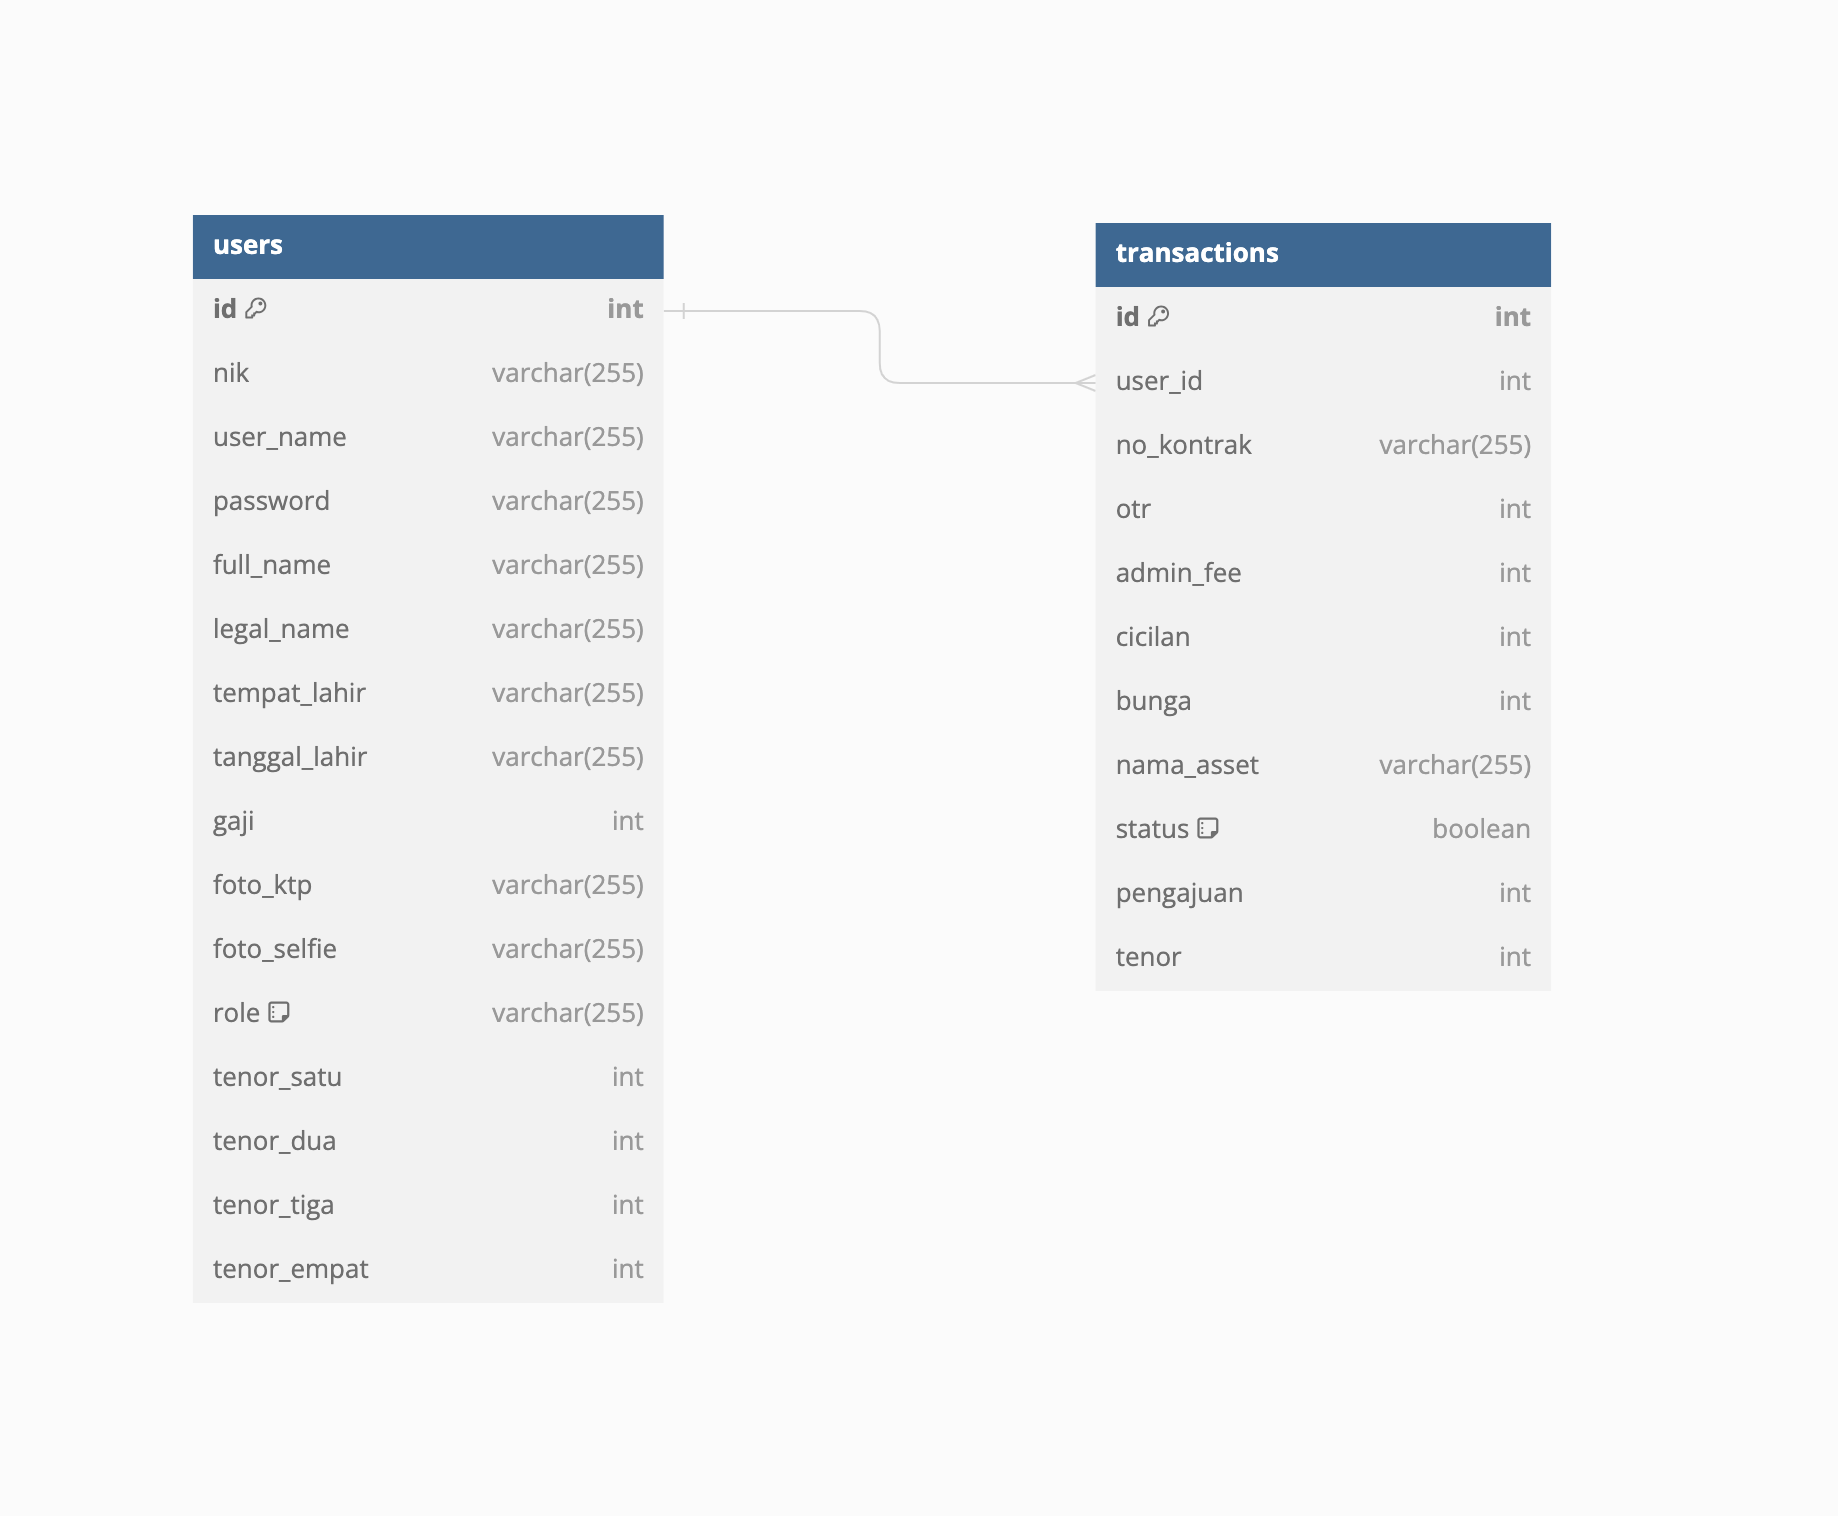 users
id int
nik varchar(255)
user_name varchar(255)
password varchar(255)
full_name varchar(255)
legal_name varchar(255)
tempat_lahir varchar(255)
tanggal_lahir varchar(255)
gaji int
foto_ktp varchar(255)
foto_selfie varchar(255)
role varchar(255)
tenor_satu int
tenor_dua int
tenor_tiga int
tenor_empat int
transactions
id int
user_id int
no_kontrak varchar(255)
otr int
admin_fee int
cicilan int
bunga int
nama_asset varchar(255)
status boolean
pengajuan int
tenor int